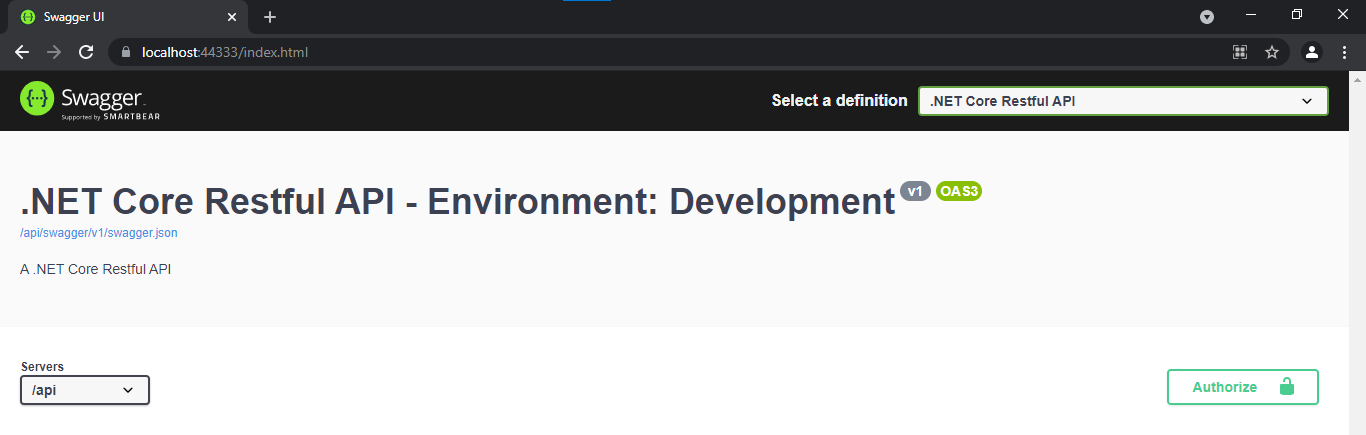 Swagger UI
localhost:44333/index.html
Swagger
Supported by SMARTBEAR
Select a definition
.NET Core Restful API
.NET Core Restful API - Environment: Development v1 OAS3
/api/swagger/v1/swagger.json
A .NET Core Restful API
Servers
/api
Authorize